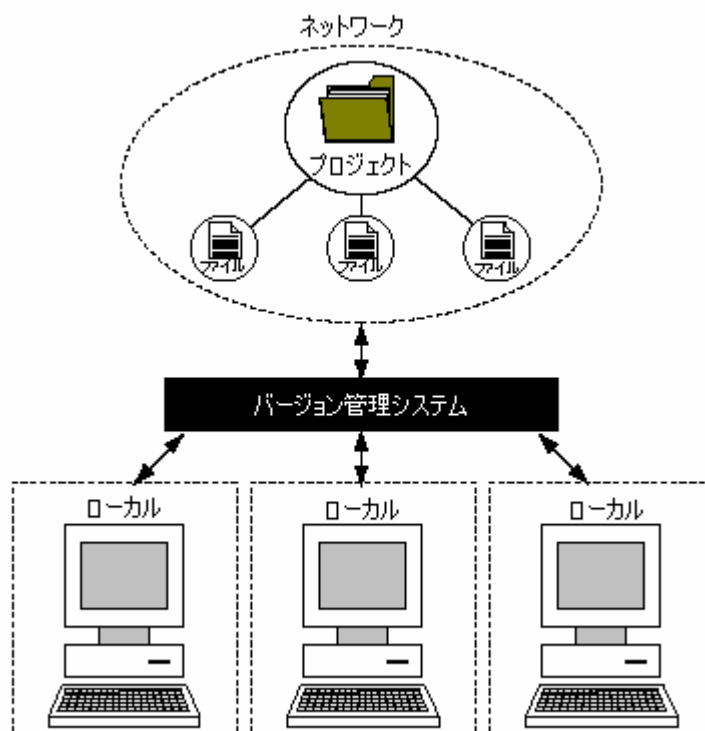 ネットワーク
プロジェクト
ファイル
ファイル
ファイル
バージョン管理システム
ローカル
ローカル
ローカル